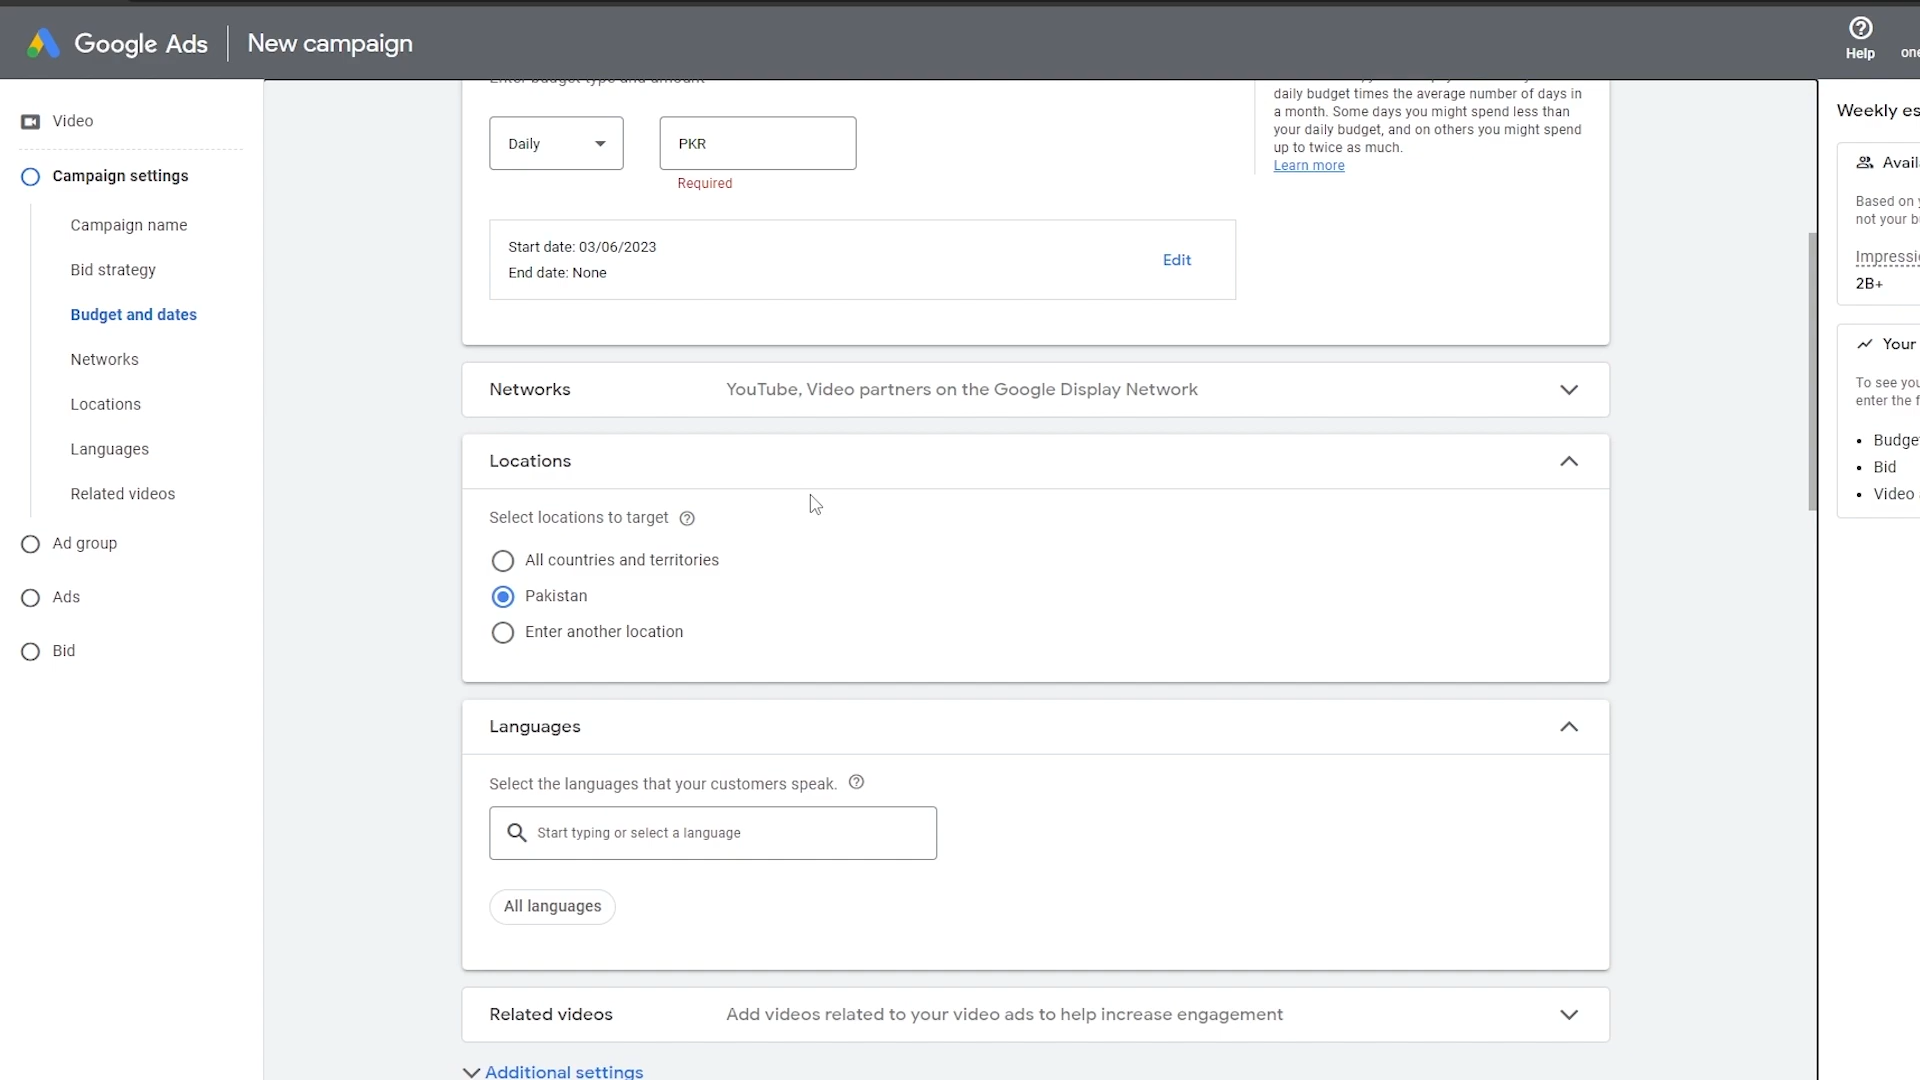 Google Ads
New campaign
Help
one
Video
Campaign settings
Campaign name
Bid strategy
Budget and dates
Networks
Locations
Languages
Related videos
Ad group
Ads
Bid
Enter budget type and amount
Daily
PKR
Required
daily budget times the average number of days in
a month. Some days you might spend less than
your daily budget, and on others you might spend
up to twice as much.
Learn more
Start date: 03/06/2023
End date: None
Edit
Networks
YouTube, Video partners on the Google Display Network
Locations
Select locations to target
All countries and territories
Pakistan
Enter another location
Languages
Select the languages that your customers speak.
Start typing or select a language
All languages
Related videos
Add videos related to your video ads to help increase engagement
Additional settings
Weekly es
Avail
Based on y
not your b
Impressio
2B+
Your
To see you
enter the f
• Budge
• Bid
• Video